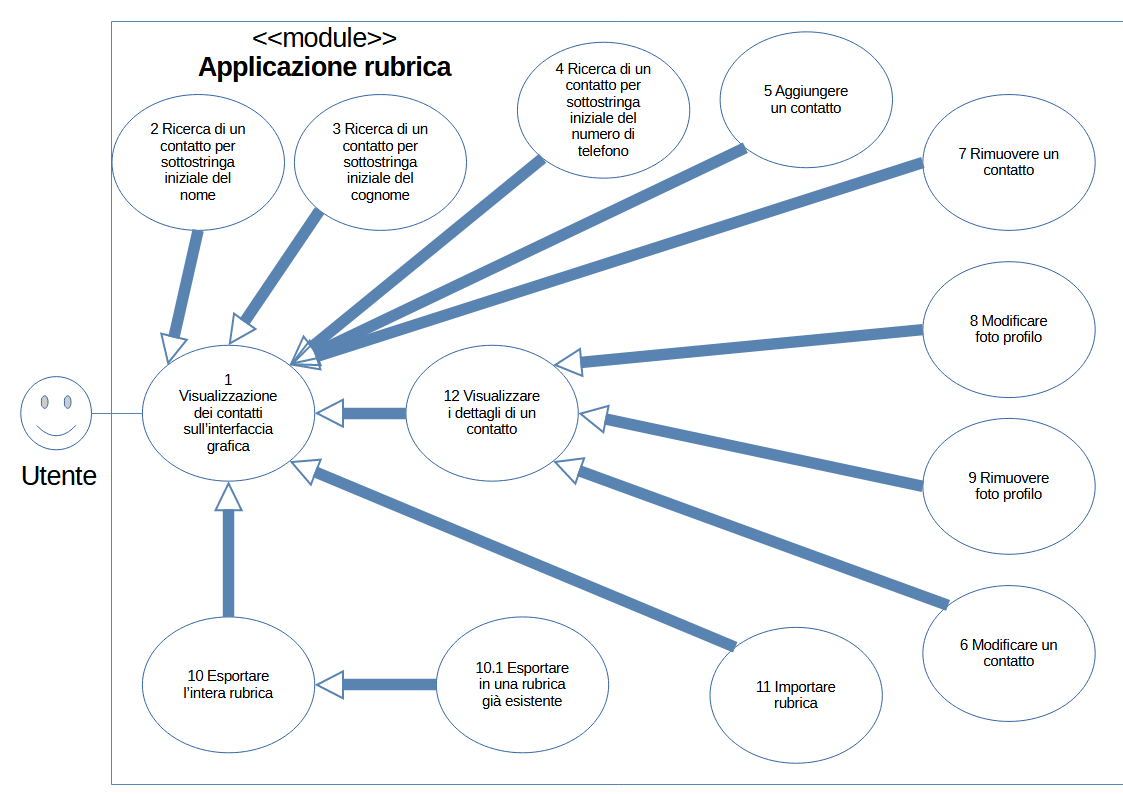 <<module>>
Applicazione rubrica
2 Ricerca di un
contatto per
sottostringa
iniziale del
nome
3 Ricerca di un
contatto per
sottostringa
iniziale del
cognome
4 Ricerca di un
contatto per
sottostringa
iniziale del
numero di
telefono
5 Aggiungere
un contatto
7 Rimuovere un
contatto
8 Modificare
foto profilo
1
Visualizzazione
dei contatti
sull'interfaccia
grafica
12 Visualizzare
i dettagli di un
contatto
Utente
9 Rimuovere
foto profilo
6 Modificare un
contatto
10 Esportare
l'intera rubrica
10.1 Esportare
in una rubrica
già esistente
11 Importare
rubrica